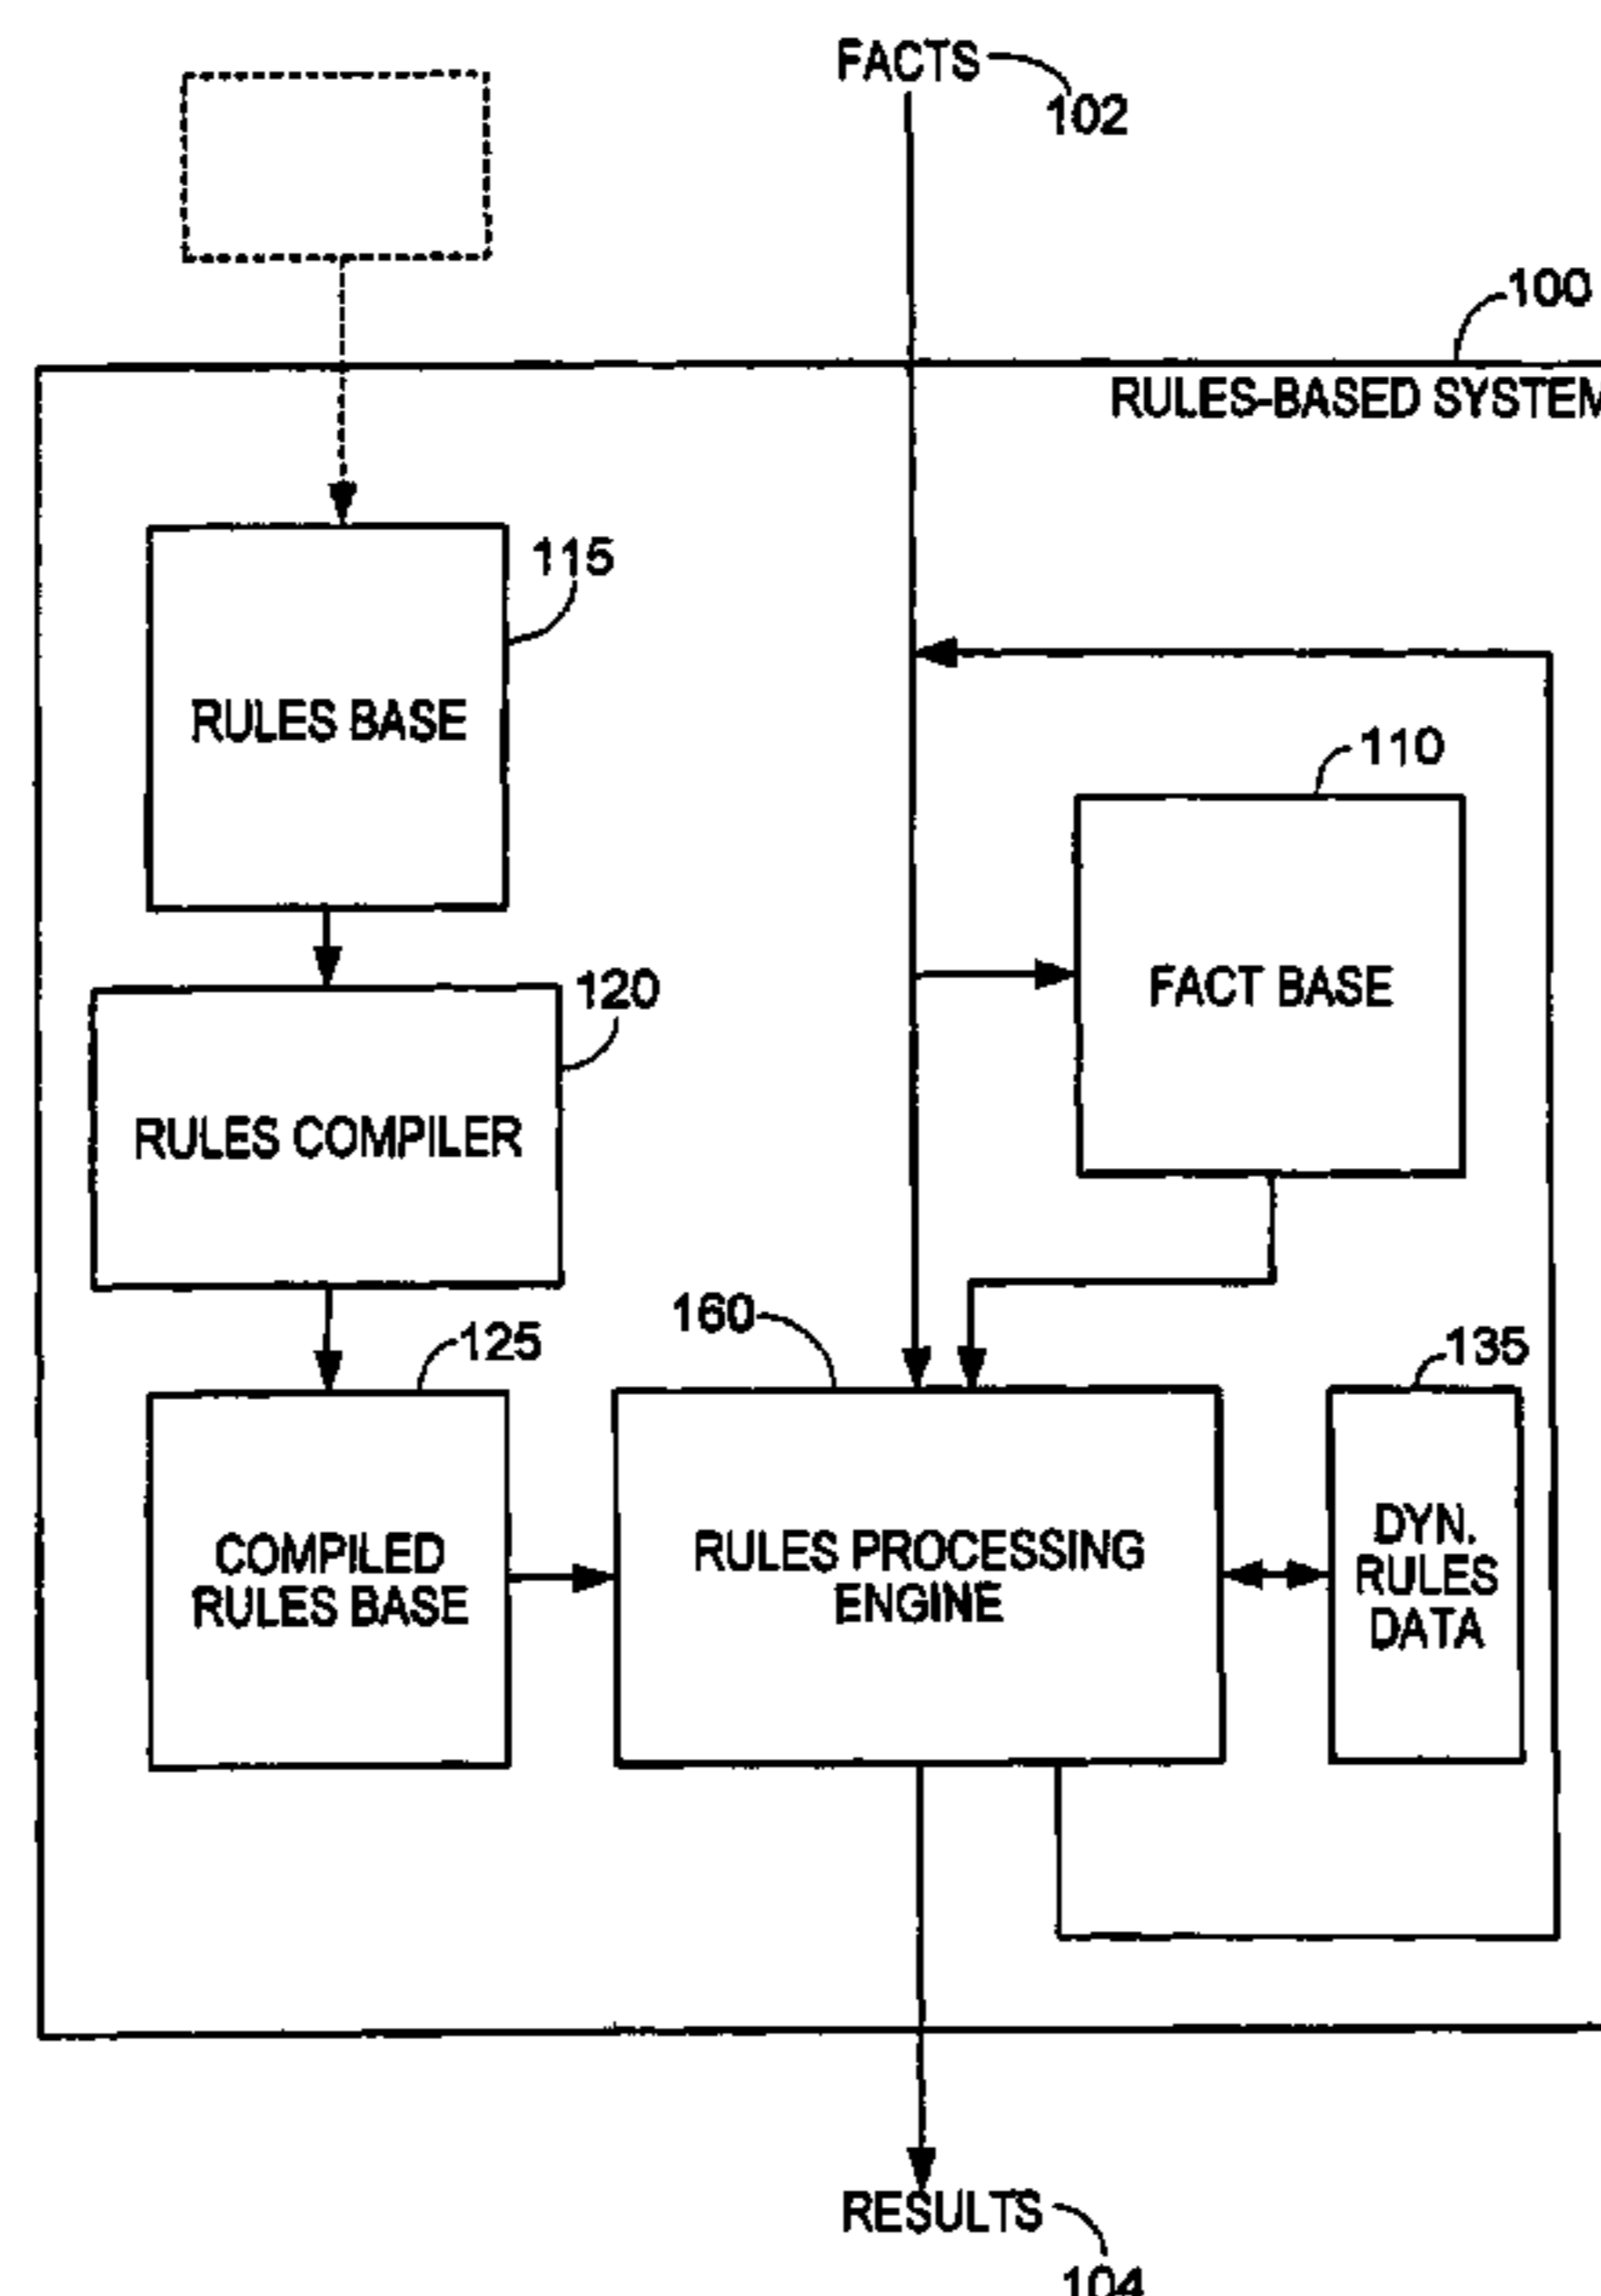 FACTS
102
100
RULES-BASED SYSTEM
115
RULES BASE
110
FACT BASE
120
RULES COMPILER
160
125
135
COMPILED
RULES BASE
RULES PROCESSING
ENGINE
DYN.
RULES
DATA
RESULTS
104